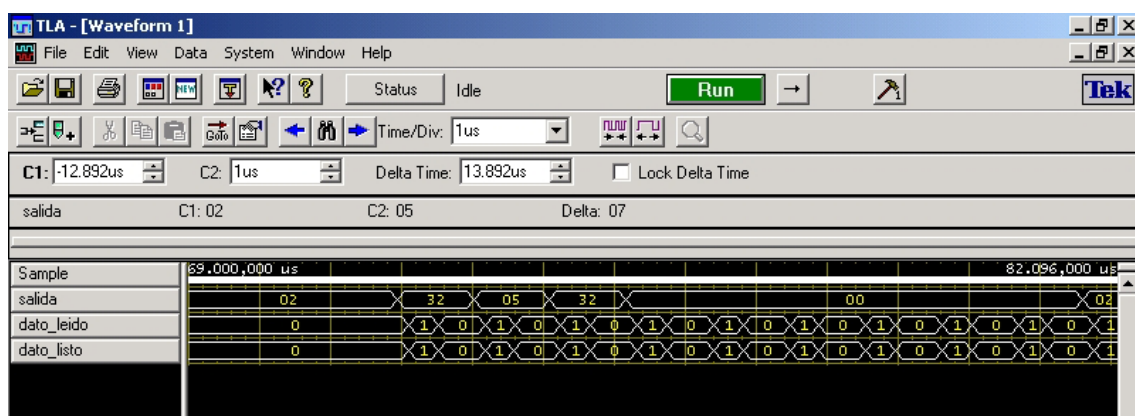 TLA - [Waveform 1]
File Edit View Data System Window Help
NEW Status Idle Run Tek
GoTo Time/Div: 1us
C1: -12.892us C2: 1us Delta Time: 13.892us Lock Delta Time
salida C1: 02 C2: 05 Delta: 07
Sample 69.000,000 us 82.096,000 us
salida 02 32 05 32 00 02
dato_leido 0 1 0 1 0 1 0 1 0 1 0 1 0 1 0 1 0 1 0 1
dato_listo 0 1 0 1 0 1 0 1 0 1 0 1 0 1 0 1 0 1 0 1